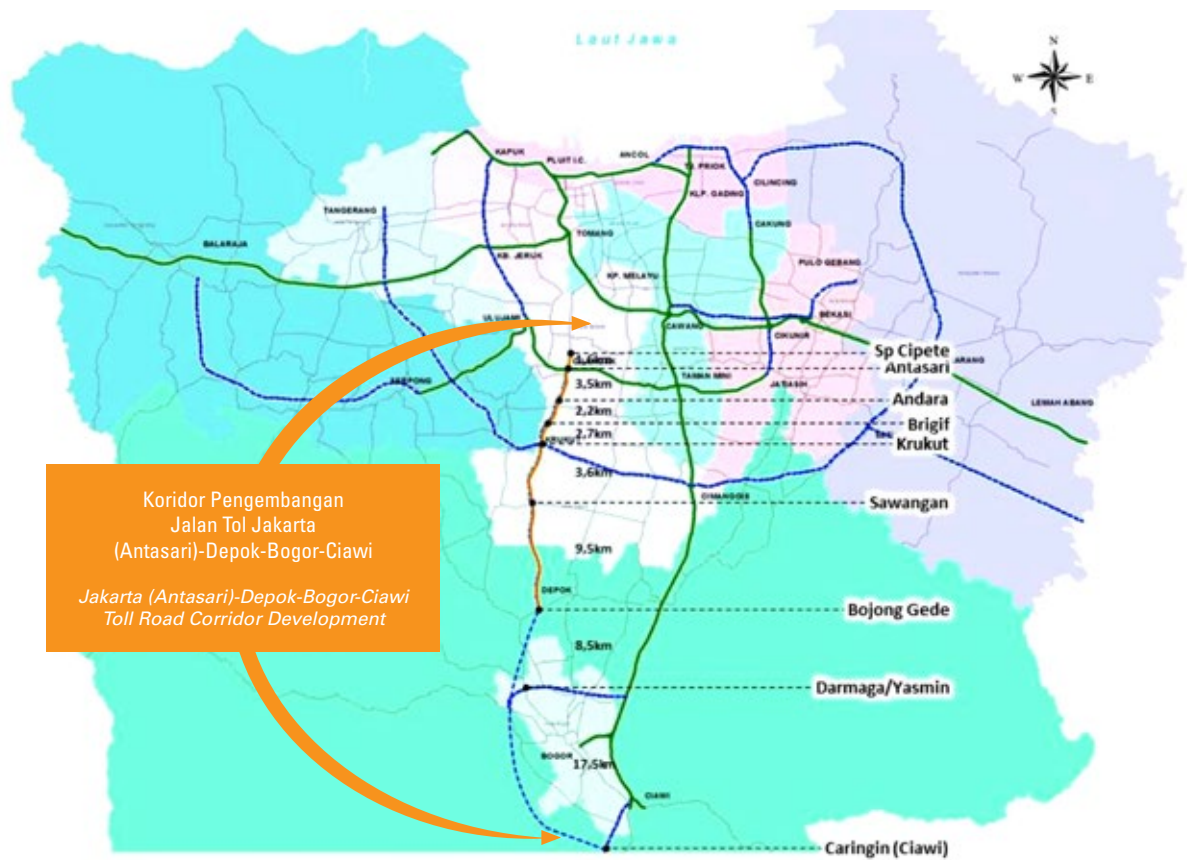 Laut Jawa
N
W
E
S
KAPUK
PLUIT I.C.
ANCOL
TG. PRIOK
KLP. GADING
CILINCING
TANGERANG
CAKUNG
TOMANG
BALARAJA
KB. JERUK
KP. MELAYU
PULO GEBANG
ULUJAMI
CAWANG
BEKASI
CIKUNIR
Sp Cipete
Antasari
SERPONG
TAMAN MINI
JATIASIH
3,5km
Andara
LEMAH ABANG
2,2km
Brigif
2,7km
Krukut
KRUKUT
3,6km
CIMANGGIS
Sawangan
Koridor Pengembangan
Jalan Tol Jakarta
(Antasari)-Depok-Bogor-Ciawi
Jakarta (Antasari)-Depok-Bogor-Ciawi
Toll Road Corridor Development
9,5km
DEPOK
Bojong Gede
8,5km
Darmaga/Yasmin
BOGOR
17,5km
CIAWI
Caringin (Ciawi)